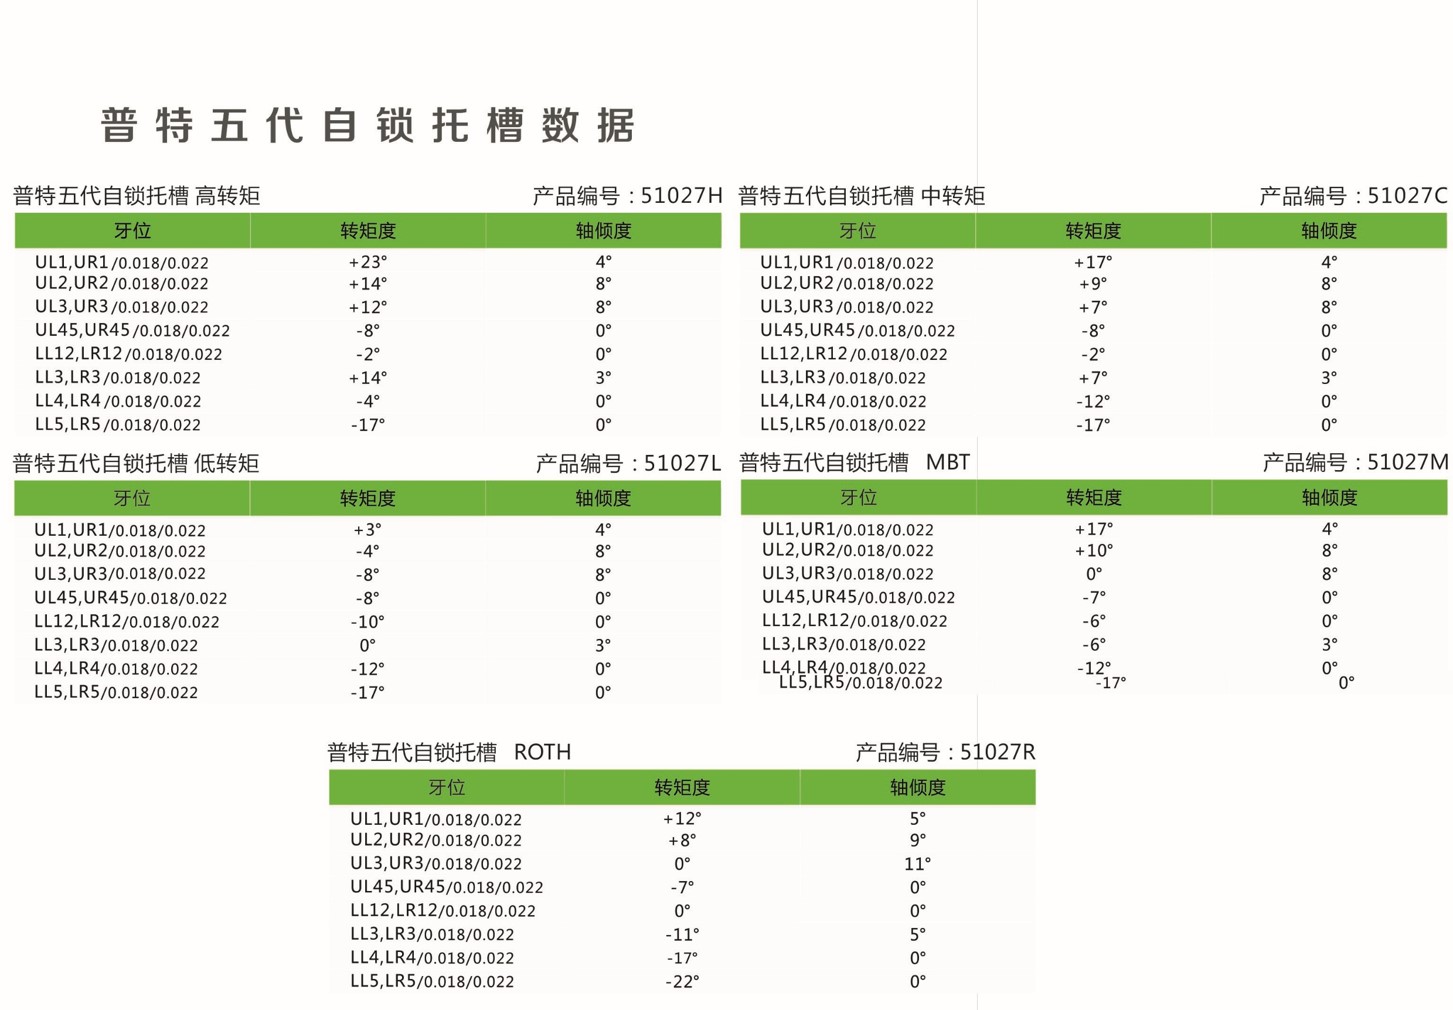 普特五代自锁托槽数据
普特五代自锁托槽 高转矩 产品编号:51027H
牙位 转矩度 轴倾度
UL1,UR1/0.018/0.022 +23° 4°
UL2,UR2/0.018/0.022 +14° 8°
UL3,UR3/0.018/0.022 +12° 8°
UL45,UR45/0.018/0.022 -8° 0°
LL12,LR12/0.018/0.022 -2° 0°
LL3,LR3/0.018/0.022 +14° 3°
LL4,LR4/0.018/0.022 -4° 0°
LL5,LR5/0.018/0.022 -17° 0°
普特五代自锁托槽 中转矩 产品编号:51027C
牙位 转矩度 轴倾度
UL1,UR1/0.018/0.022 +17° 4°
UL2,UR2/0.018/0.022 +9° 8°
UL3,UR3/0.018/0.022 +7° 8°
UL45,UR45/0.018/0.022 -8° 0°
LL12,LR12/0.018/0.022 -2° 0°
LL3,LR3/0.018/0.022 +7° 3°
LL4,LR4/0.018/0.022 -12° 0°
LL5,LR5/0.018/0.022 -17° 0°
普特五代自锁托槽 低转矩 产品编号:51027L
牙位 转矩度 轴倾度
UL1,UR1/0.018/0.022 +3° 4°
UL2,UR2/0.018/0.022 -4° 8°
UL3,UR3/0.018/0.022 -8° 8°
UL45,UR45/0.018/0.022 -8° 0°
LL12,LR12/0.018/0.022 -10° 0°
LL3,LR3/0.018/0.022 0° 3°
LL4,LR4/0.018/0.022 -12° 0°
LL5,LR5/0.018/0.022 -17° 0°
普特五代自锁托槽 MBT 产品编号:51027M
牙位 转矩度 轴倾度
UL1,UR1/0.018/0.022 +17° 4°
UL2,UR2/0.018/0.022 +10° 8°
UL3,UR3/0.018/0.022 0° 8°
UL45,UR45/0.018/0.022 -7° 0°
LL12,LR12/0.018/0.022 -6° 0°
LL3,LR3/0.018/0.022 -6° 3°
LL4,LR4/0.018/0.022 -12° 0°
LL5,LR5/0.018/0.022 -17° 0°
普特五代自锁托槽 ROTH 产品编号:51027R
牙位 转矩度 轴倾度
UL1,UR1/0.018/0.022 +12° 5°
UL2,UR2/0.018/0.022 +8° 9°
UL3,UR3/0.018/0.022 0° 11°
UL45,UR45/0.018/0.022 -7° 0°
LL12,LR12/0.018/0.022 0° 0°
LL3,LR3/0.018/0.022 -11° 5°
LL4,LR4/0.018/0.022 -17° 0°
LL5,LR5/0.018/0.022 -22° 0°